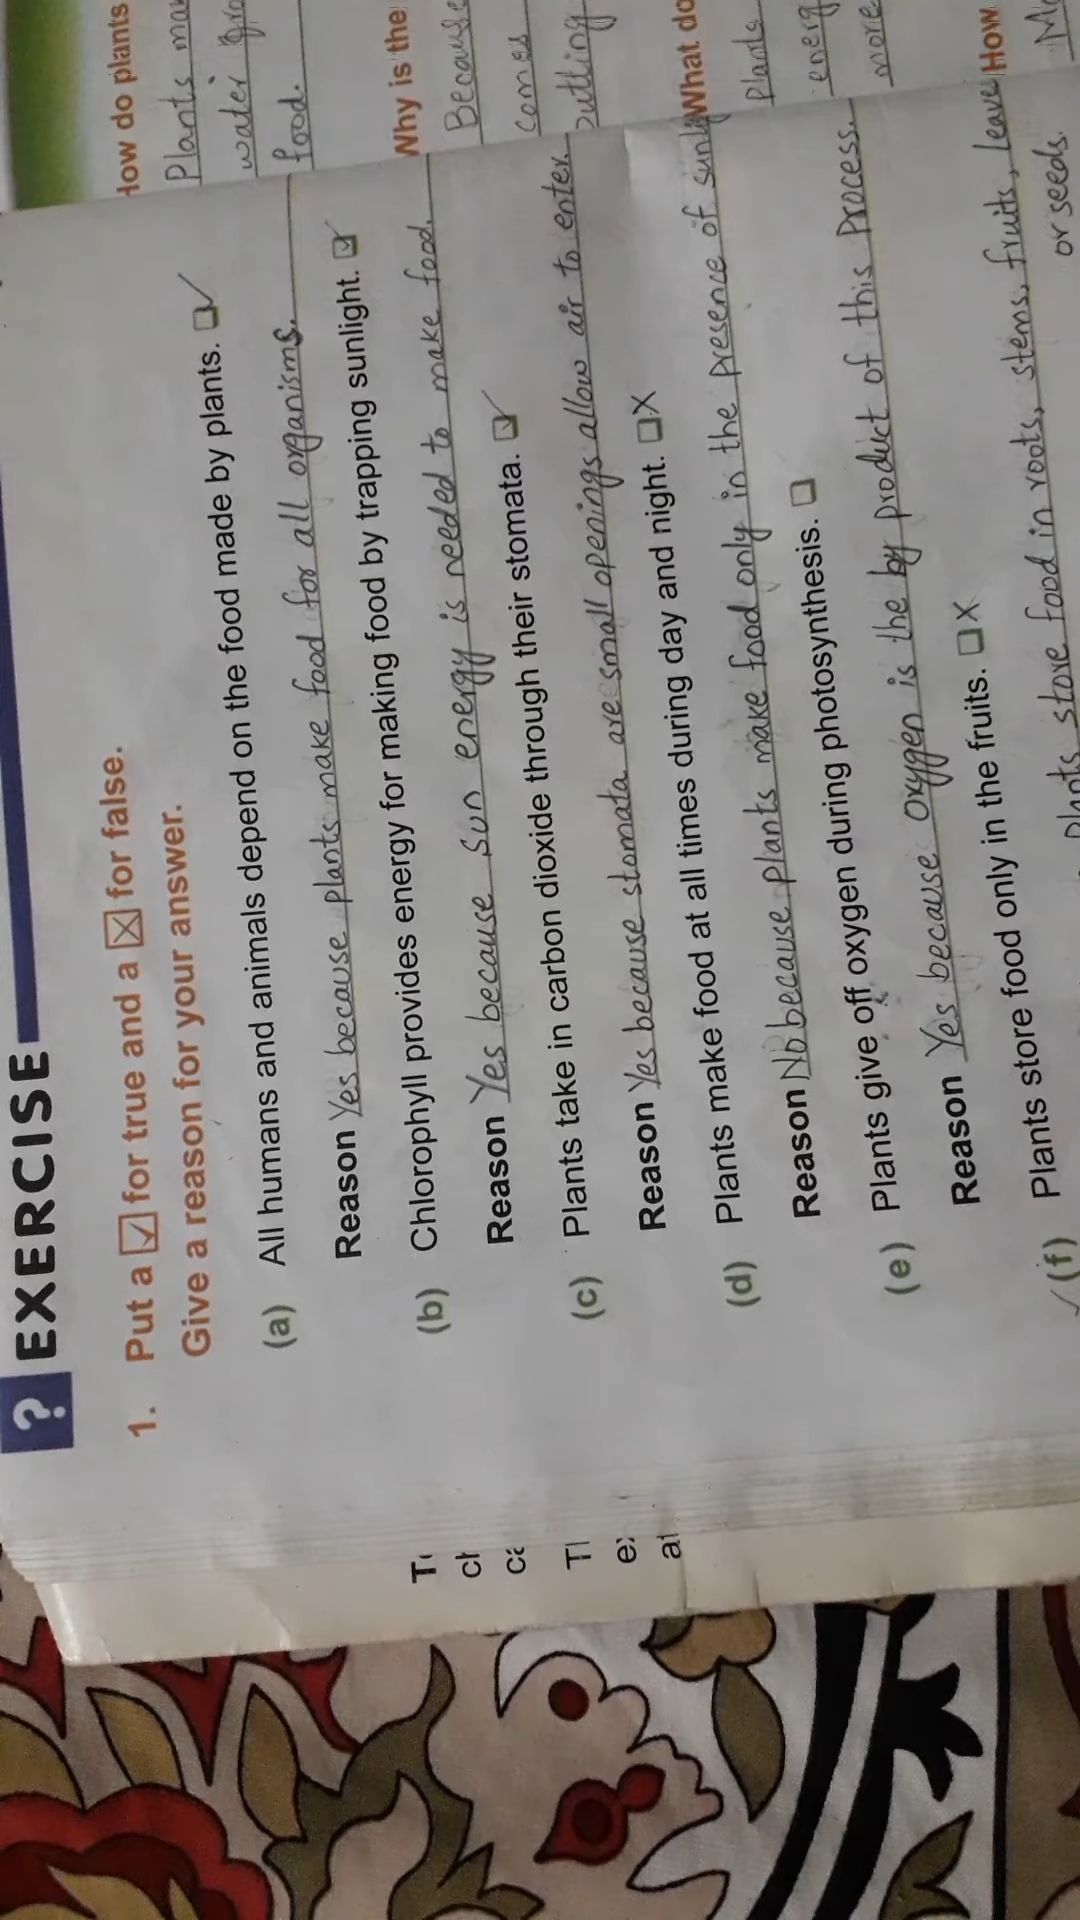 ? EXERCISE
1. Put a ☑ for true and a ☒ for false.
Give a reason for your answer.
(a) All humans and animals depend on the food made by plants. ☑
Reason Yes because plants make food for all organisms.
(b) Chlorophyll provides energy for making food by trapping sunlight. ☑
Reason Yes because Sun energy is needed to make food.
(c) Plants take in carbon dioxide through their stomata. ☑
Reason Yes because stomata are small openings allow air to enter.
(d) Plants make food at all times during day and night. ☐ X
Reason No because plants make food only in the presence of sunl
(e) Plants give off oxygen during photosynthesis. ☐
Reason Yes because oxygen is the by product of this Process.
(f) Plants store food only in the fruits. ☐ X
Plants store food in roots, stems, fruits, leave
or seeds.
How do plants
Plants
water
food.
Why is the
Because
Comes
putting
What do
Plants
energ
more
How